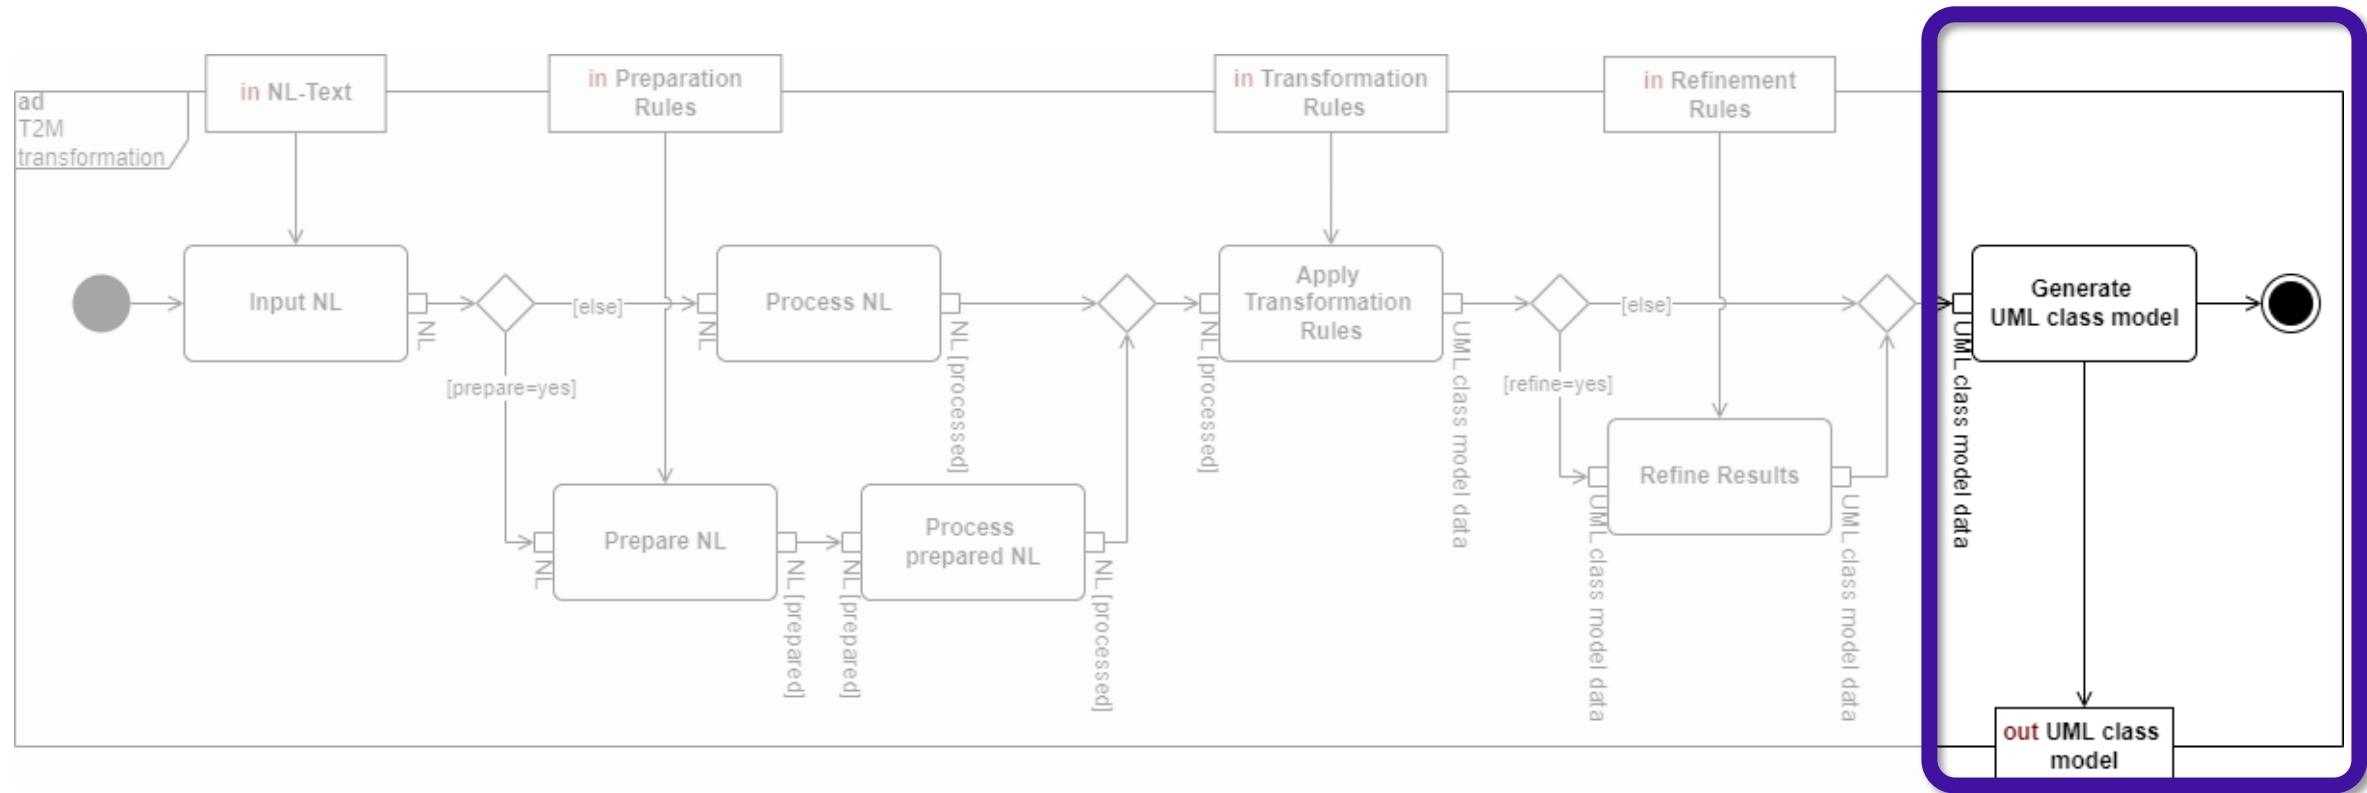 ad
T2M
transformation
in NL-Text
in Preparation
Rules
in Transformation
Rules
in Refinement
Rules
Input NL
NL
[else]
[prepare=yes]
NL
Process NL
NL [processed]
NL
Prepare NL
NL [prepared]
NL [prepared]
Process
prepared NL
NL [processed]
NL [processed]
Apply
Transformation
Rules
UML class model data
[else]
[refine=yes]
UML class model data
Refine Results
UML class model data
UML class model data
Generate
UML class model
out UML class
model